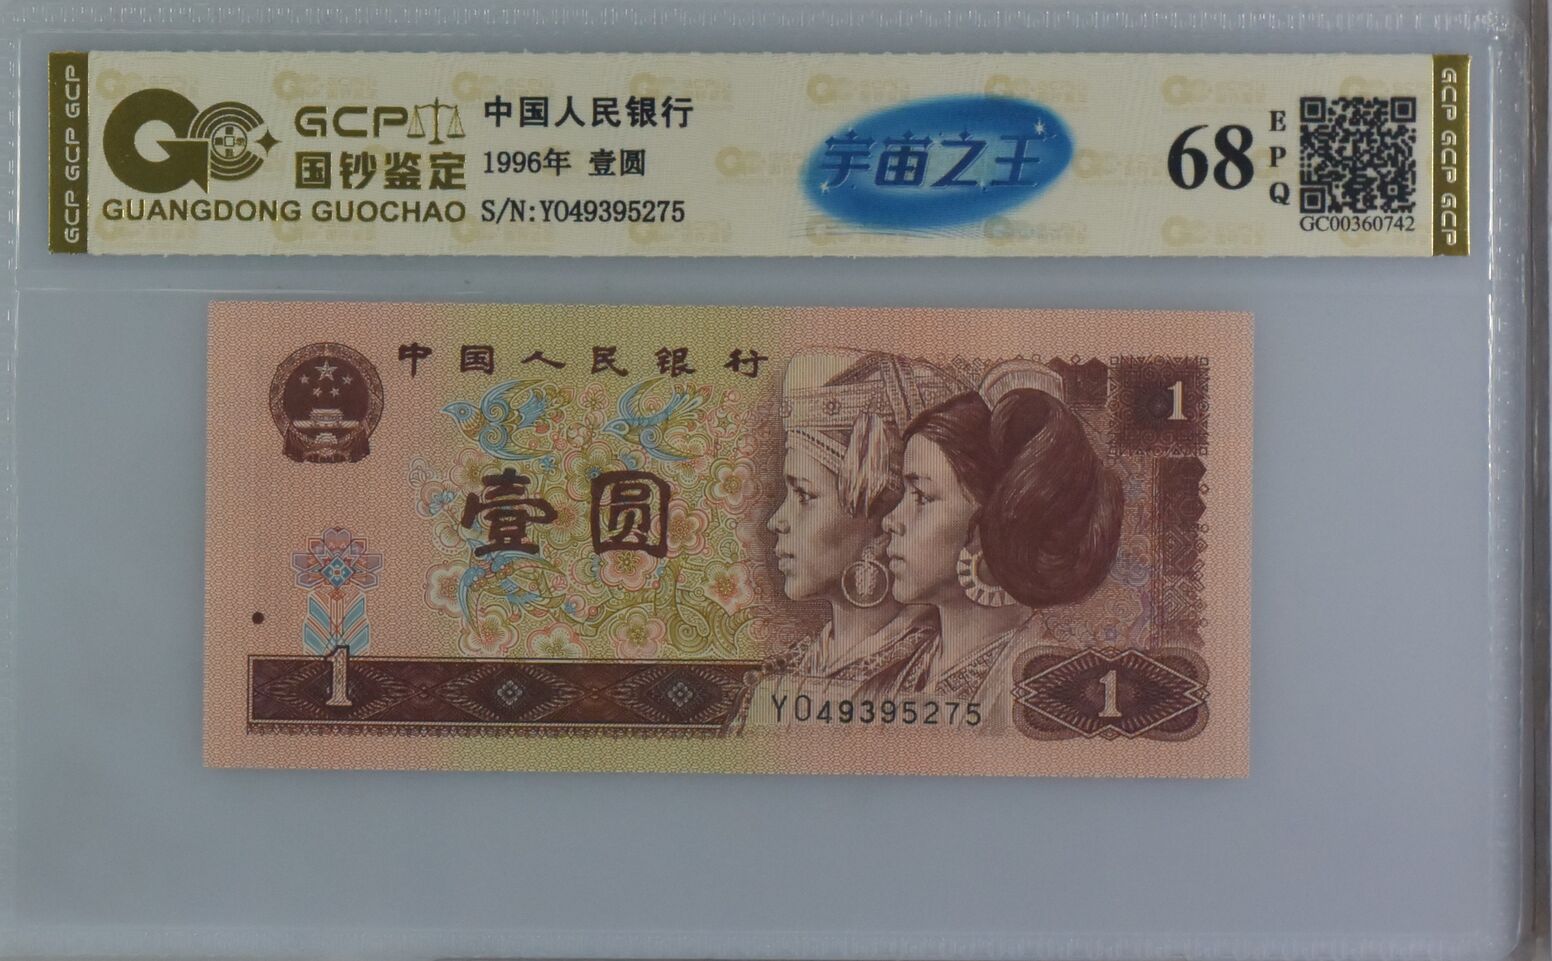 GCP GCP GCP
GCP
国钞鉴定
GUANGDONG GUOCHAO
中国人民银行
1996年 壹圆
S/N:Y049395275
宇宙之王
68
EPQ
GC00360742
GCP GCP GCP
中国人民银行
1
壹圆
1
Y049395275
1